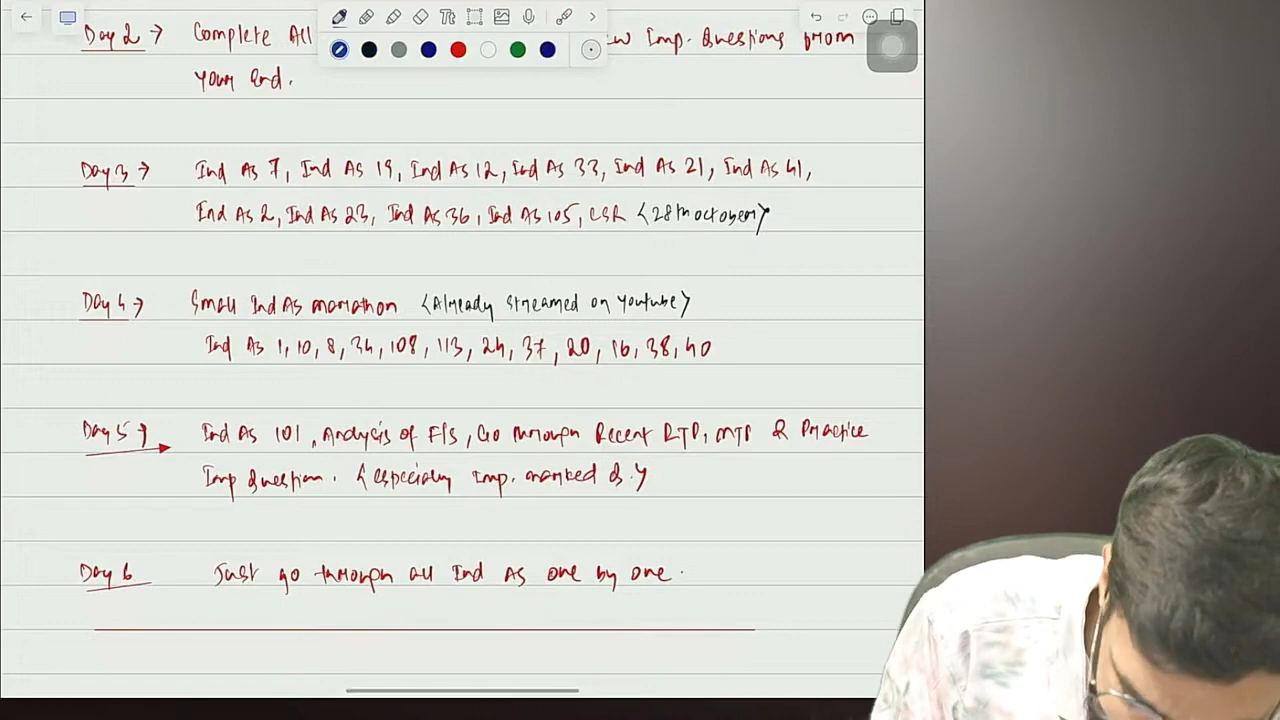 Day 2 → Complete All Imp. Questions from
your End.
Day 3 → Ind As 7, Ind As 19, Ind As 12, Ind As 33, Ind As 21, Ind As 41,
Ind As 2, Ind As 23, Ind As 36, Ind As 105, CSR <28th october>
Day 4 → Small Ind As marathon <Already streamed on Youtube>
Ind As 1, 10, 8, 34, 108, 113, 24, 37, 20, 16, 38, 40
Day 5 → Ind As 101, Analysis of F/s, Go through Recent RTP, MTP & Practice
Imp Question. <especially Imp. marked Q.>
Day 6 Just go through all Ind As one by one.